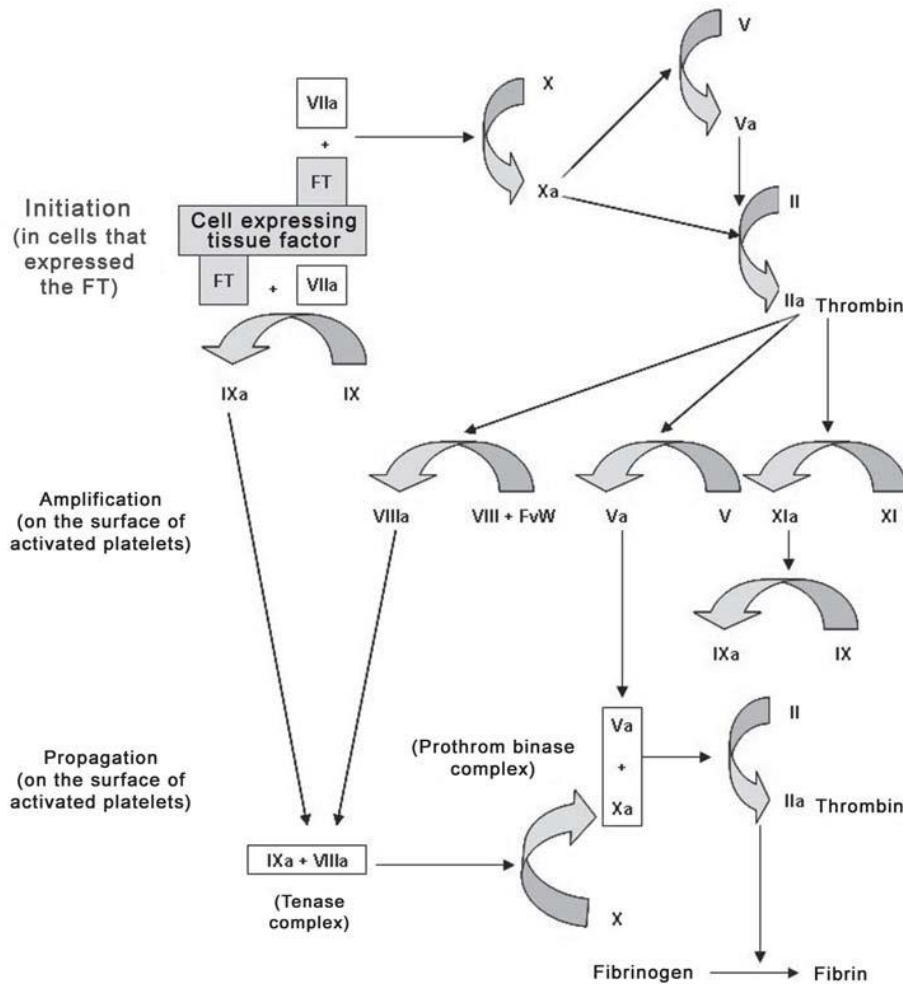 V
VIIa
X
+
Va
FT
Xa
Initiation
(in cells that
expressed
the FT)
Cell expressing
tissue factor
II
FT
+
VIIa
IIa Thrombin
IXa
IX
Amplification
(on the surface of
activated platelets)
VIIIa
VIII + FvW
Va
V
XIa
XI
IXa
IX
Propagation
(on the surface of
activated platelets)
(Prothrom binase
complex)
Va
+
Xa
II
IIa Thrombin
IXa + VIIIa
(Tenase
complex)
X
Fibrinogen
Fibrin